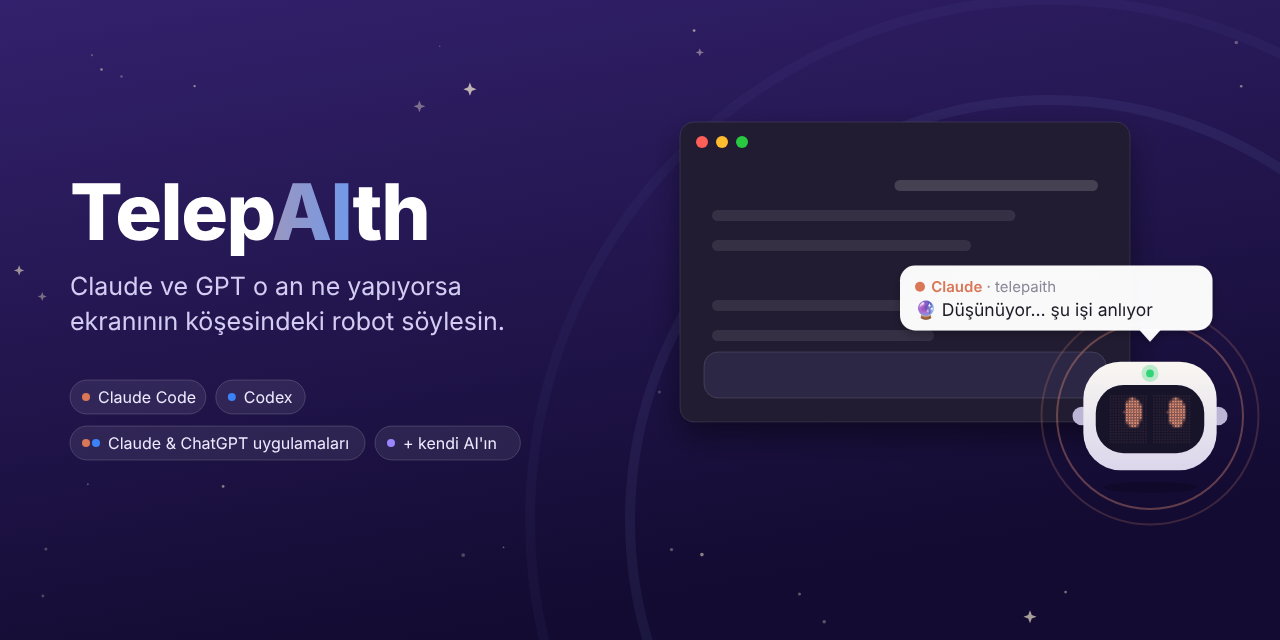 TelepAIth
Claude ve GPT o an ne yapıyorsa
ekranının köşesindeki robot söylesin.
Claude Code
Codex
Claude & ChatGPT uygulamaları
+ kendi AI'ın
Claude · telepaith
🔮 Düşünüyor... şu işi anlıyor